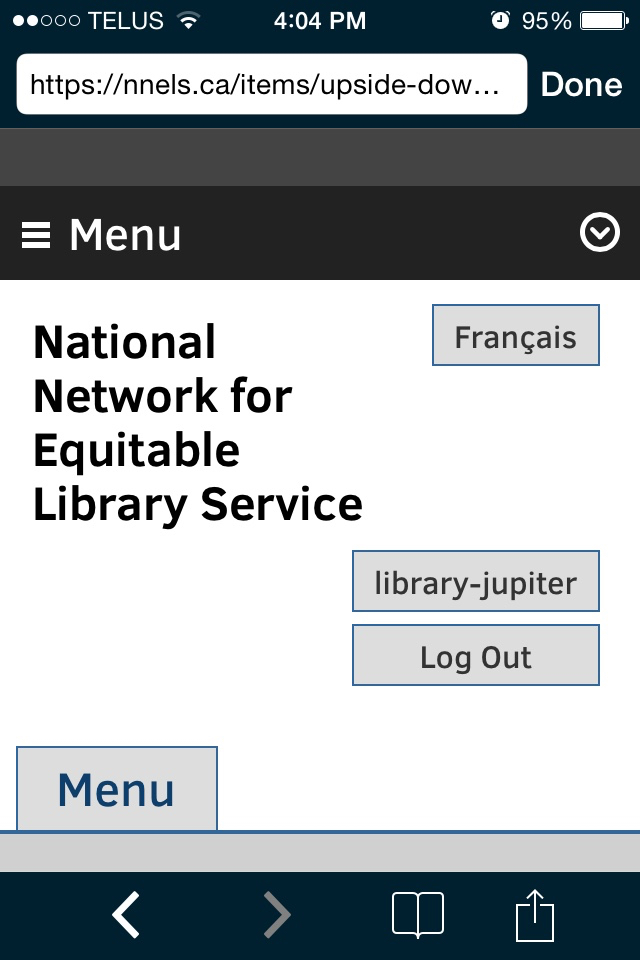 TELUS 4:04 PM 95%
https://nnels.ca/items/upside-dow... Done
Menu
Français
National
Network for
Equitable
Library Service
library-jupiter
Log Out
Menu